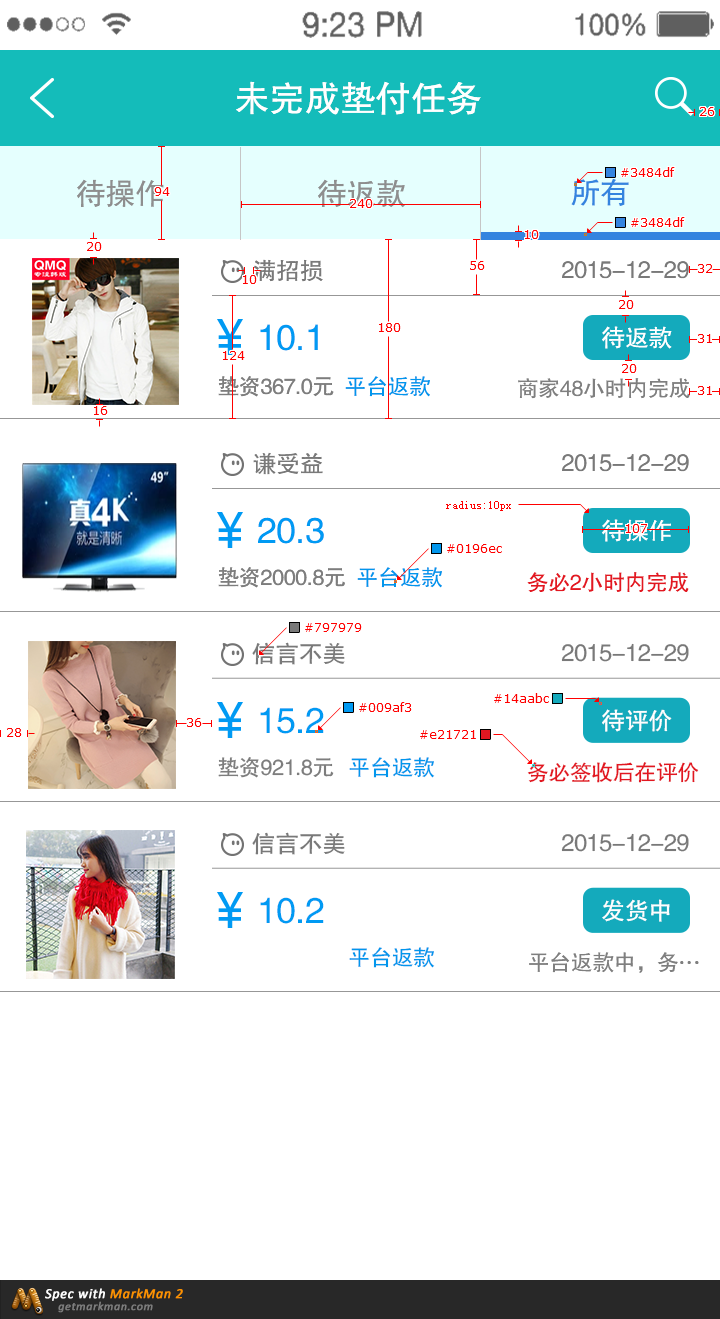 9:23 PM 100%
未完成垫付任务
26
待操作 待返款 所有
94
240
#3484df
#3484df
10
20
56
满招损 2015-12-29
10
32
QMQ
180
20
¥ 10.1 待返款
31
124
20
垫资367.0元 平台返款 商家48小时内完成
31
16
谦受益 2015-12-29
49"
真4K
就是清晰
radius:10px
¥ 20.3 待操作
107
#0196ec
垫资2000.8元 平台返款 务必2小时内完成
#797979
信言不美 2015-12-29
#14aabc
#009af3
28
36
¥ 15.2 待评价
#e21721
垫资921.8元 平台返款 务必签收后在评价
信言不美 2015-12-29
¥ 10.2 发货中
平台返款 平台返款中，务…
Spec with MarkMan 2
getmarkman.com